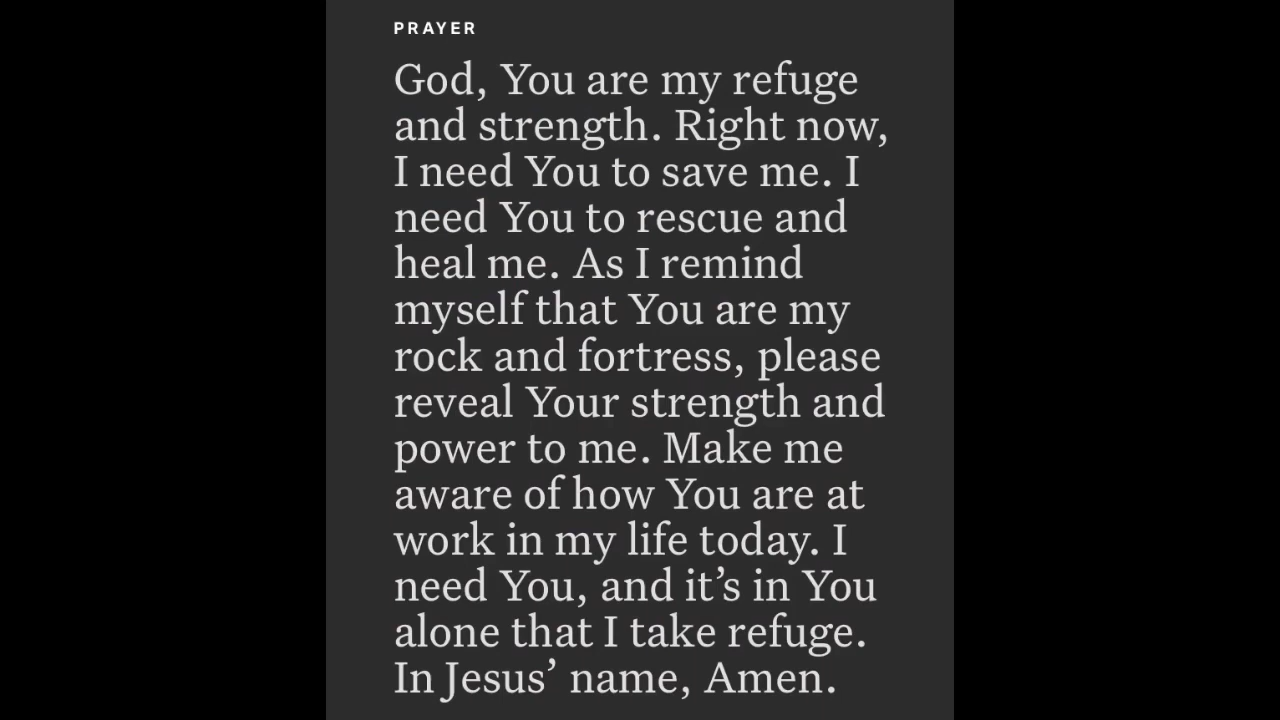 PRAYER
God, You are my refuge
and strength. Right now,
I need You to save me. I
need You to rescue and
heal me. As I remind
myself that You are my
rock and fortress, please
reveal Your strength and
power to me. Make me
aware of how You are at
work in my life today. I
need You, and it’s in You
alone that I take refuge.
In Jesus’ name, Amen.